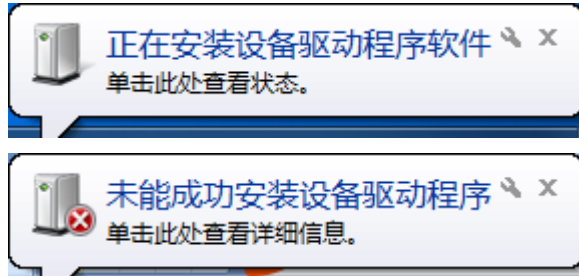 正在安装设备驱动程序软件
单击此处查看状态。
未能成功安装设备驱动程序
单击此处查看详细信息。